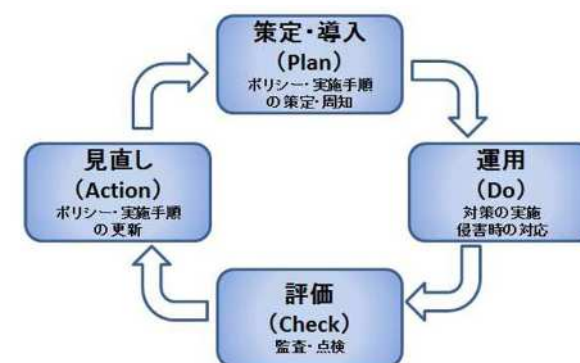 策定・導入
(Plan)
ポリシー・実施手順
の策定・周知
運用
(Do)
対策の実施
侵害時の対応
評価
(Check)
監査・点検
見直し
(Action)
ポリシー・実施手順
の更新